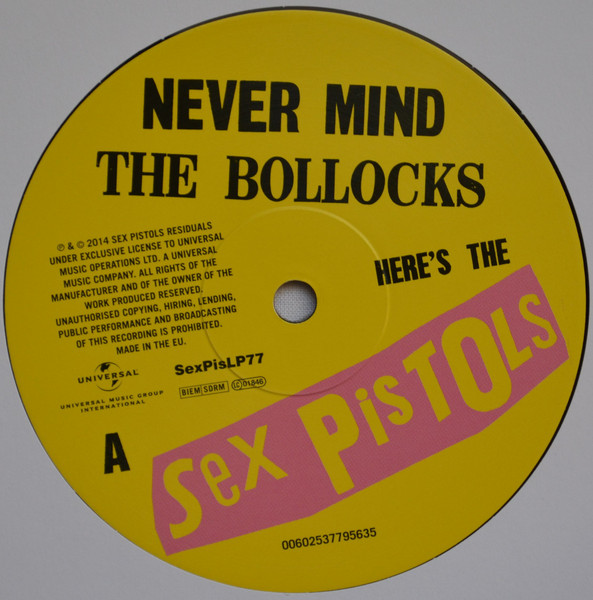 NEVER MIND
THE BOLLOCKS
HERE'S THE
SEX PISTOLS
℗ & © 2014 SEX PISTOLS RESIDUALS
UNDER EXCLUSIVE LICENSE TO UNIVERSAL
MUSIC OPERATIONS LTD. A UNIVERSAL
MUSIC COMPANY. ALL RIGHTS OF THE
MANUFACTURER AND OF THE OWNER OF THE
WORK PRODUCED RESERVED.
UNAUTHORISED COPYING, HIRING, LENDING,
PUBLIC PERFORMANCE AND BROADCASTING
OF THIS RECORDING IS PROHIBITED.
MADE IN THE EU.
UNIVERSAL
UNIVERSAL MUSIC GROUP
INTERNATIONAL
SexPisLP77
BIEM SDRM LC 01846
A
00602537795635